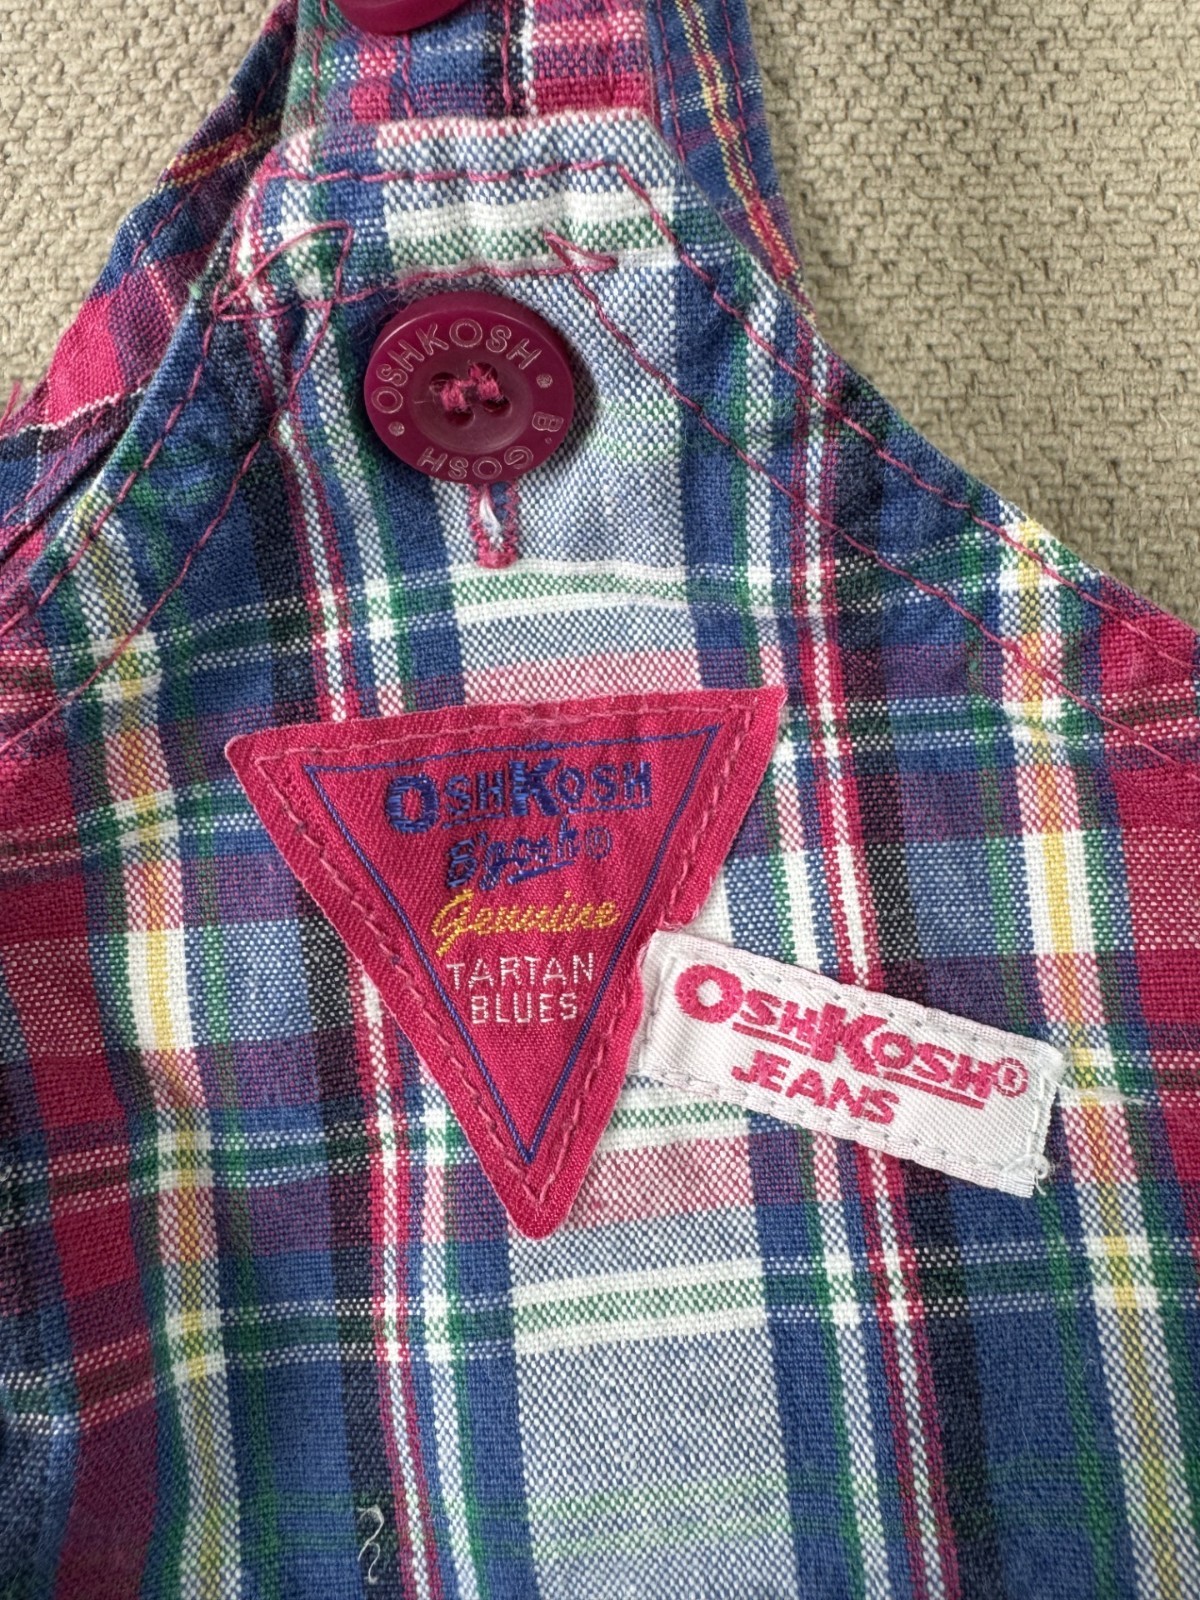 OSHKOSH • B'GOSH •
OSHKOSH
B'gosh®
Genuine
TARTAN
BLUES
OSHKOSH®
JEANS